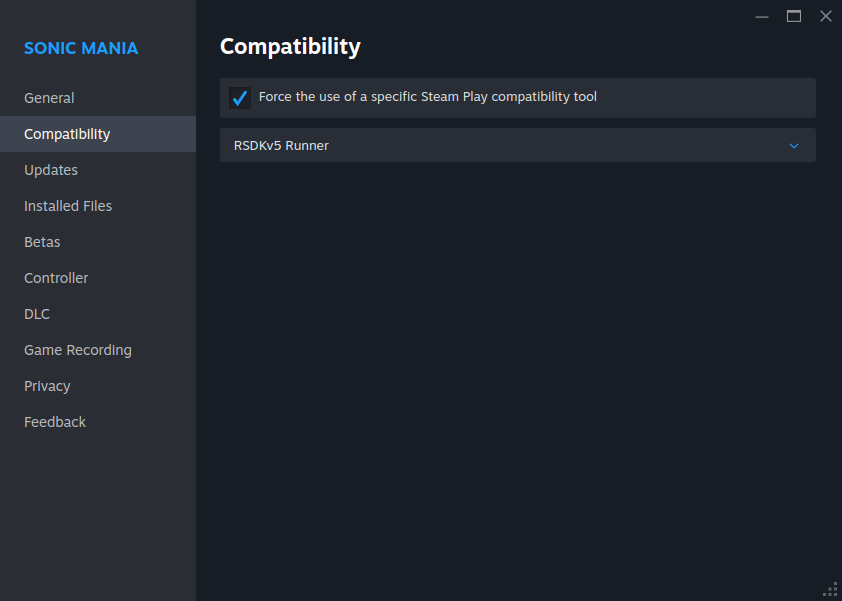 SONIC MANIA
General
Compatibility
Updates
Installed Files
Betas
Controller
DLC
Game Recording
Privacy
Feedback
Compatibility
Force the use of a specific Steam Play compatibility tool
RSDKv5 Runner